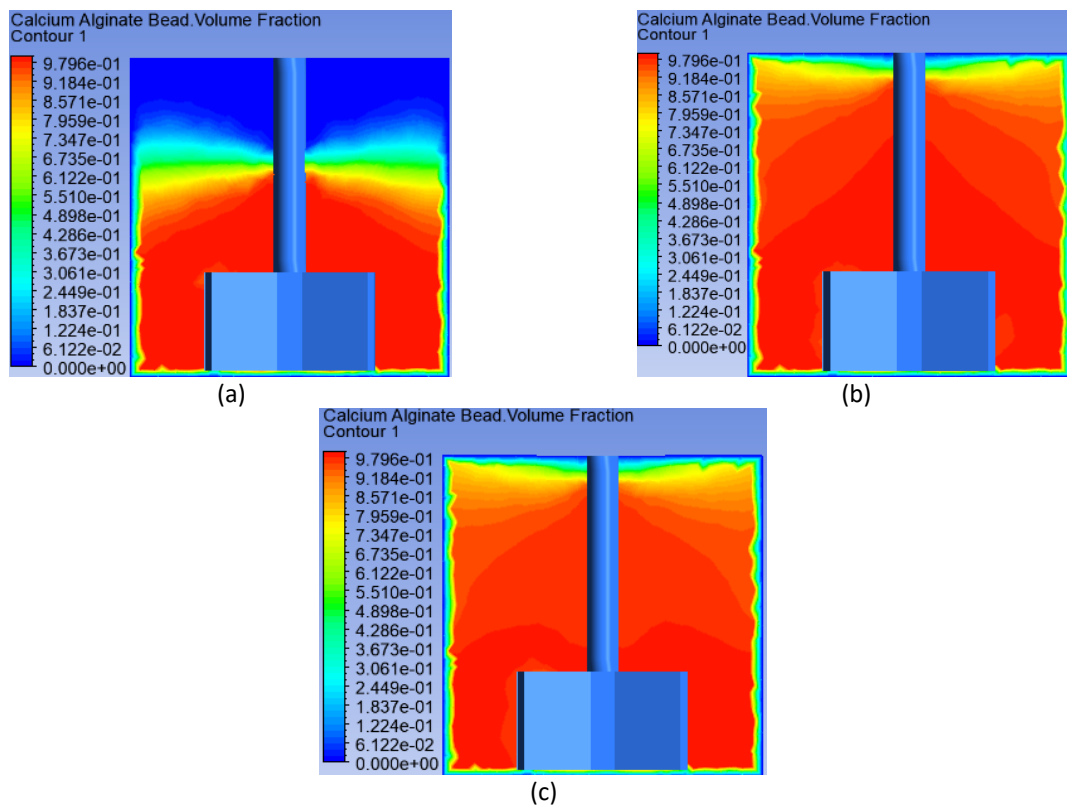 Calcium Alginate Bead.Volume Fraction
Contour 1
9.796e-01
9.184e-01
8.571e-01
7.959e-01
7.347e-01
6.735e-01
6.122e-01
5.510e-01
4.898e-01
4.286e-01
3.673e-01
3.061e-01
2.449e-01
1.837e-01
1.224e-01
6.122e-02
0.000e+00
(a)
Calcium Alginate Bead.Volume Fraction
Contour 1
9.796e-01
9.184e-01
8.571e-01
7.959e-01
7.347e-01
6.735e-01
6.122e-01
5.510e-01
4.898e-01
4.286e-01
3.673e-01
3.061e-01
2.449e-01
1.837e-01
1.224e-01
6.122e-02
0.000e+00
(b)
Calcium Alginate Bead.Volume Fraction
Contour 1
9.796e-01
9.184e-01
8.571e-01
7.959e-01
7.347e-01
6.735e-01
6.122e-01
5.510e-01
4.898e-01
4.286e-01
3.673e-01
3.061e-01
2.449e-01
1.837e-01
1.224e-01
6.122e-02
0.000e+00
(c)